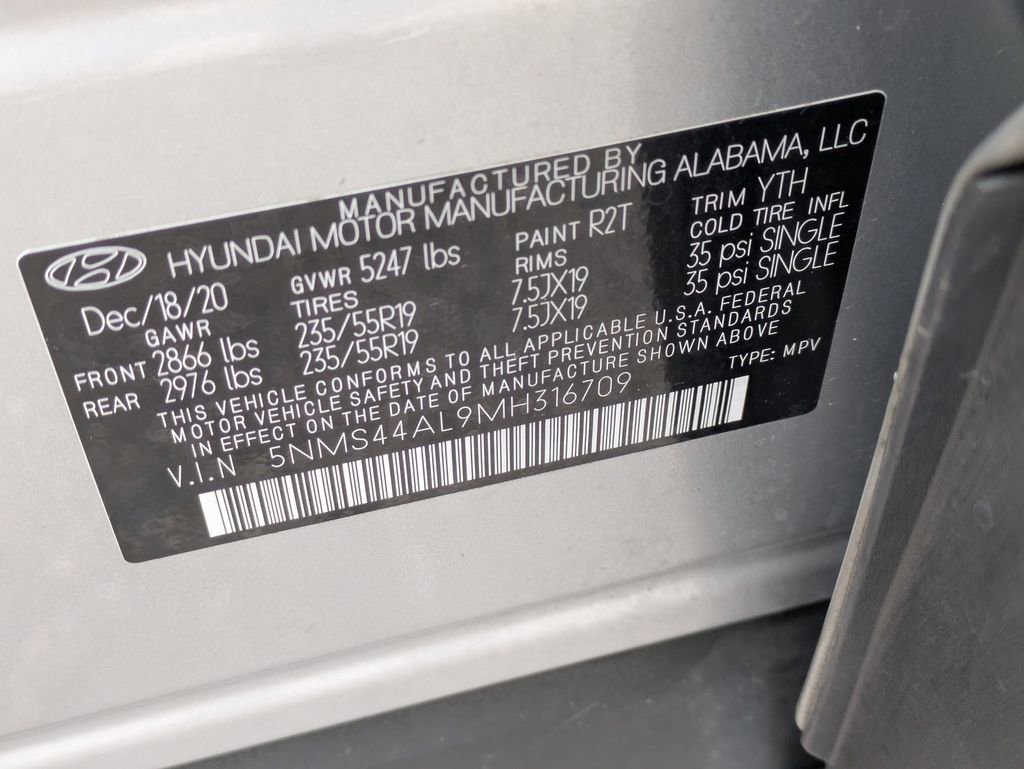 MANUFACTURED BY
HYUNDAI MOTOR MANUFACTURING ALABAMA, LLC
Dec/18/20 GVWR 5247 lbs PAINT R2T TRIM YTH
GAWR TIRES RIMS COLD TIRE INFL
FRONT 2866 lbs 235/55R19 7.5JX19 35 psi SINGLE
REAR 2976 lbs 235/55R19 7.5JX19 35 psi SINGLE
THIS VEHICLE CONFORMS TO ALL APPLICABLE U.S.A. FEDERAL
MOTOR VEHICLE SAFETY AND THEFT PREVENTION STANDARDS
IN EFFECT ON THE DATE OF MANUFACTURE SHOWN ABOVE
V.I.N 5NMS44AL9MH316709 TYPE: MPV